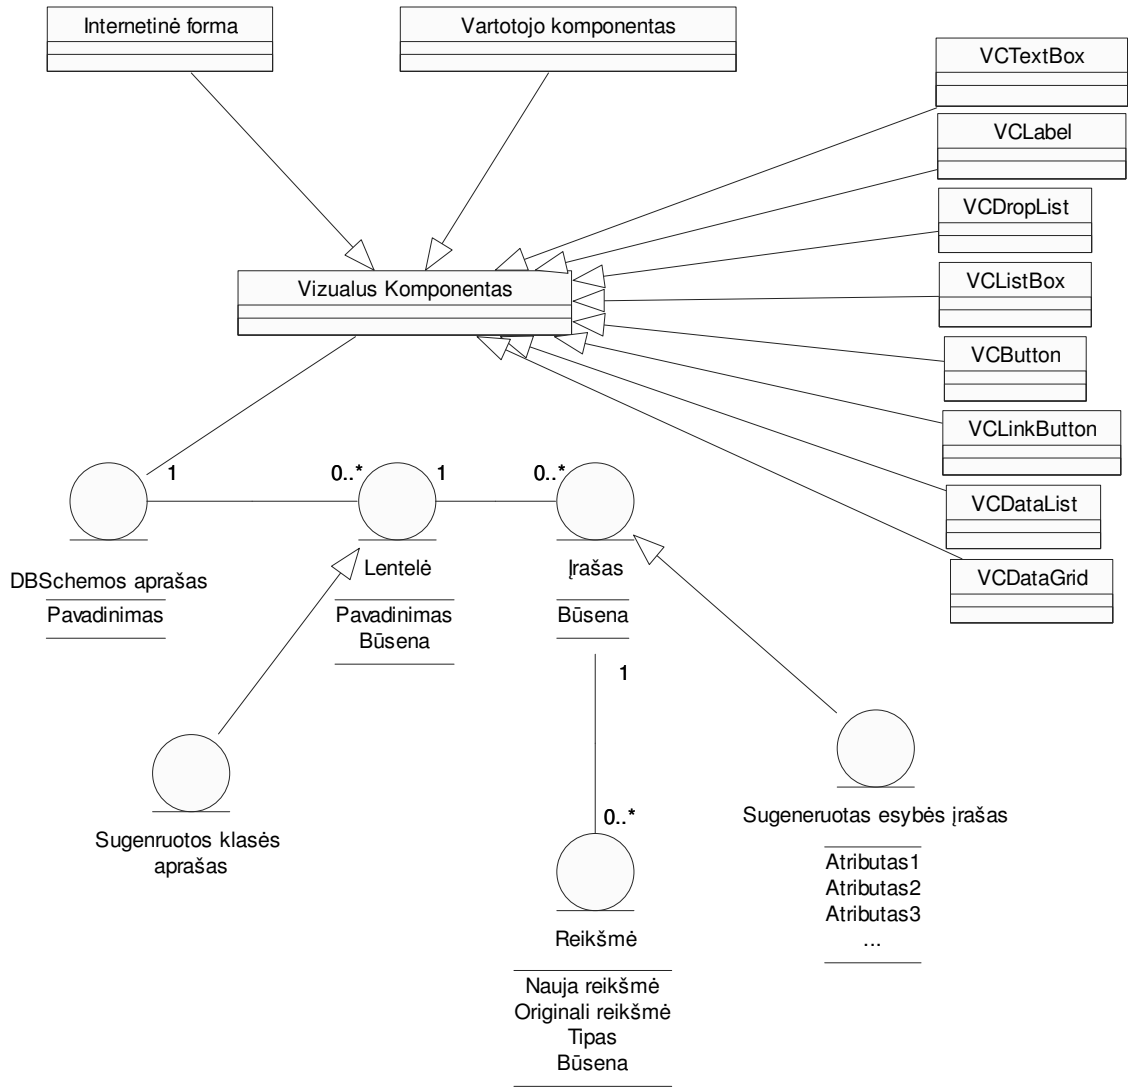 Internetinė forma
Vartotojo komponentas
VCTextBox
VCLabel
VCDropList
VCListBox
VCButton
VCLinkButton
VCDataList
VCDataGrid
Vizualus Komponentas
1
0..*
1
0..*
DBSchemos aprašas
Pavadinimas
Lentelė
Pavadinimas
Būsena
Įrašas
Būsena
1
0..*
Sugenruotos klasės
aprašas
Sugeneruotas esybės įrašas
Atributas1
Atributas2
Atributas3
...
Reikšmė
Nauja reikšmė
Originali reikšmė
Tipas
Būsena